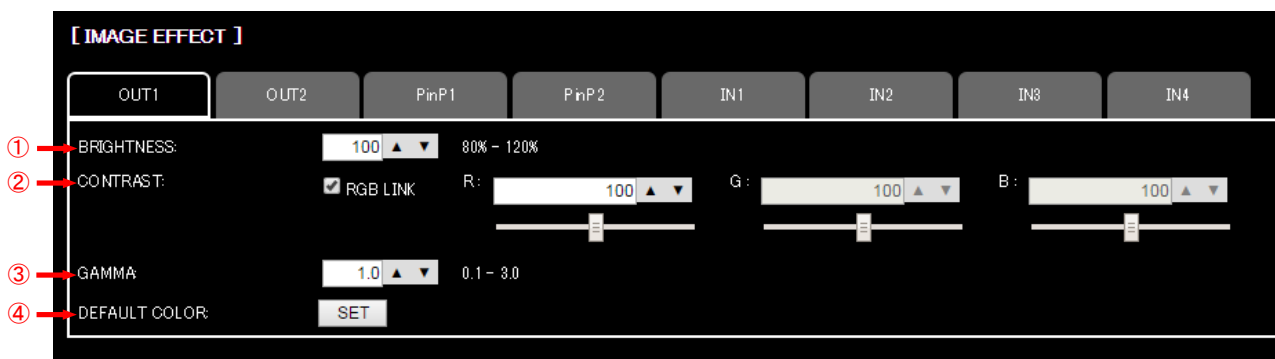 [ IMAGE EFFECT ]
OUT1 OUT2 PinP1 PinP2 IN1 IN2 IN3 IN4
① BRIGHTNESS: 100 ▲ ▼ 80% - 120%
② CONTRAST: RGB LINK R: 100 ▲ ▼ G: 100 ▲ ▼ B: 100 ▲ ▼
③ GAMMA: 1.0 ▲ ▼ 0.1 - 3.0
④ DEFAULT COLOR: SET